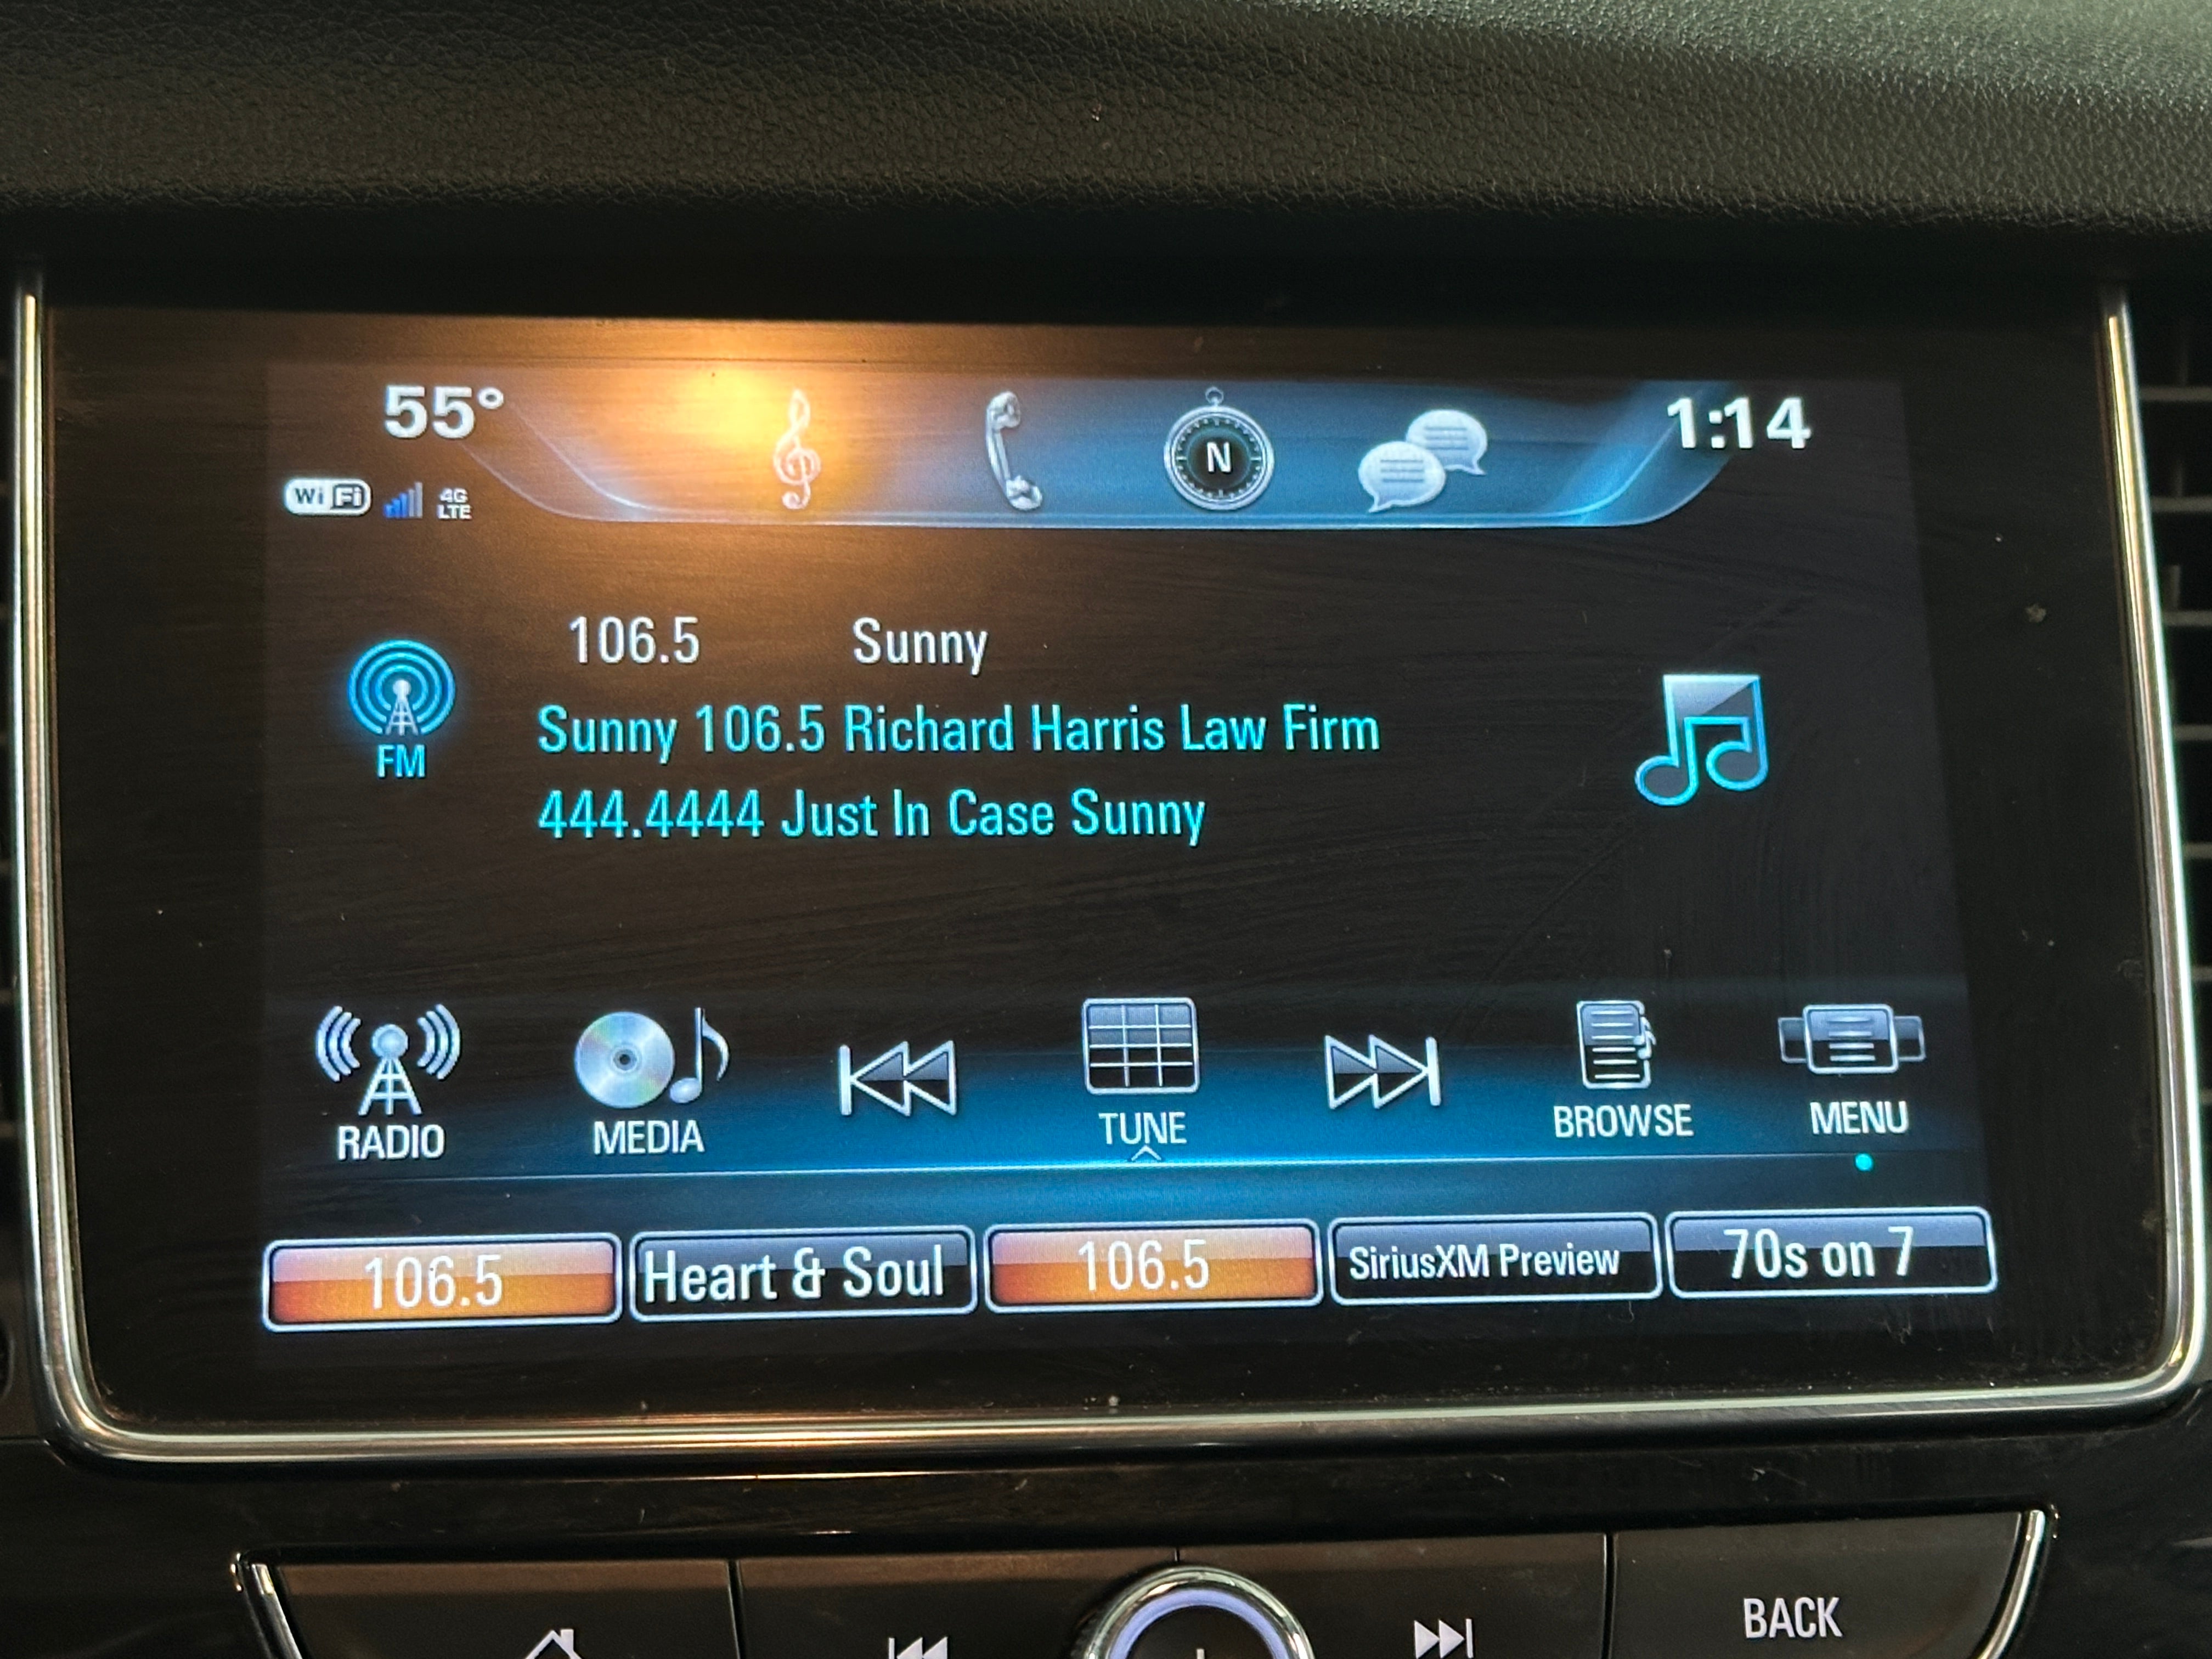 55° 1:14
WiFi 4G LTE
N
106.5 Sunny
FM
Sunny 106.5 Richard Harris Law Firm
444.4444 Just In Case Sunny
RADIO MEDIA TUNE BROWSE MENU
106.5 Heart & Soul 106.5 SiriusXM Preview 70s on 7
BACK